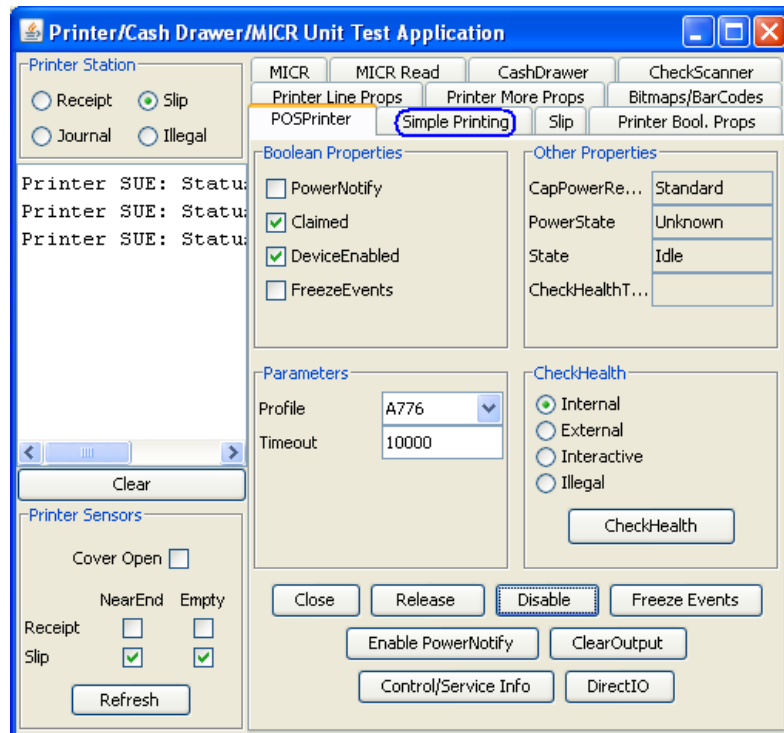 Printer/Cash Drawer/MICR Unit Test Application
Printer Station
Receipt Slip
Journal Illegal
Printer SUE: Statu
Printer SUE: Statu
Printer SUE: Statu
Clear
Printer Sensors
Cover Open
NearEnd Empty
Receipt
Slip
Refresh
MICR MICR Read CashDrawer CheckScanner
Printer Line Props Printer More Props Bitmaps/BarCodes
POSPrinter Simple Printing Slip Printer Bool. Props
Boolean Properties
PowerNotify
Claimed
DeviceEnabled
FreezeEvents
Other Properties
CapPowerRe... Standard
PowerState Unknown
State Idle
CheckHealthT...
Parameters
Profile A776
Timeout 10000
CheckHealth
Internal
External
Interactive
Illegal
CheckHealth
Close Release Disable Freeze Events
Enable PowerNotify ClearOutput
Control/Service Info DirectIO